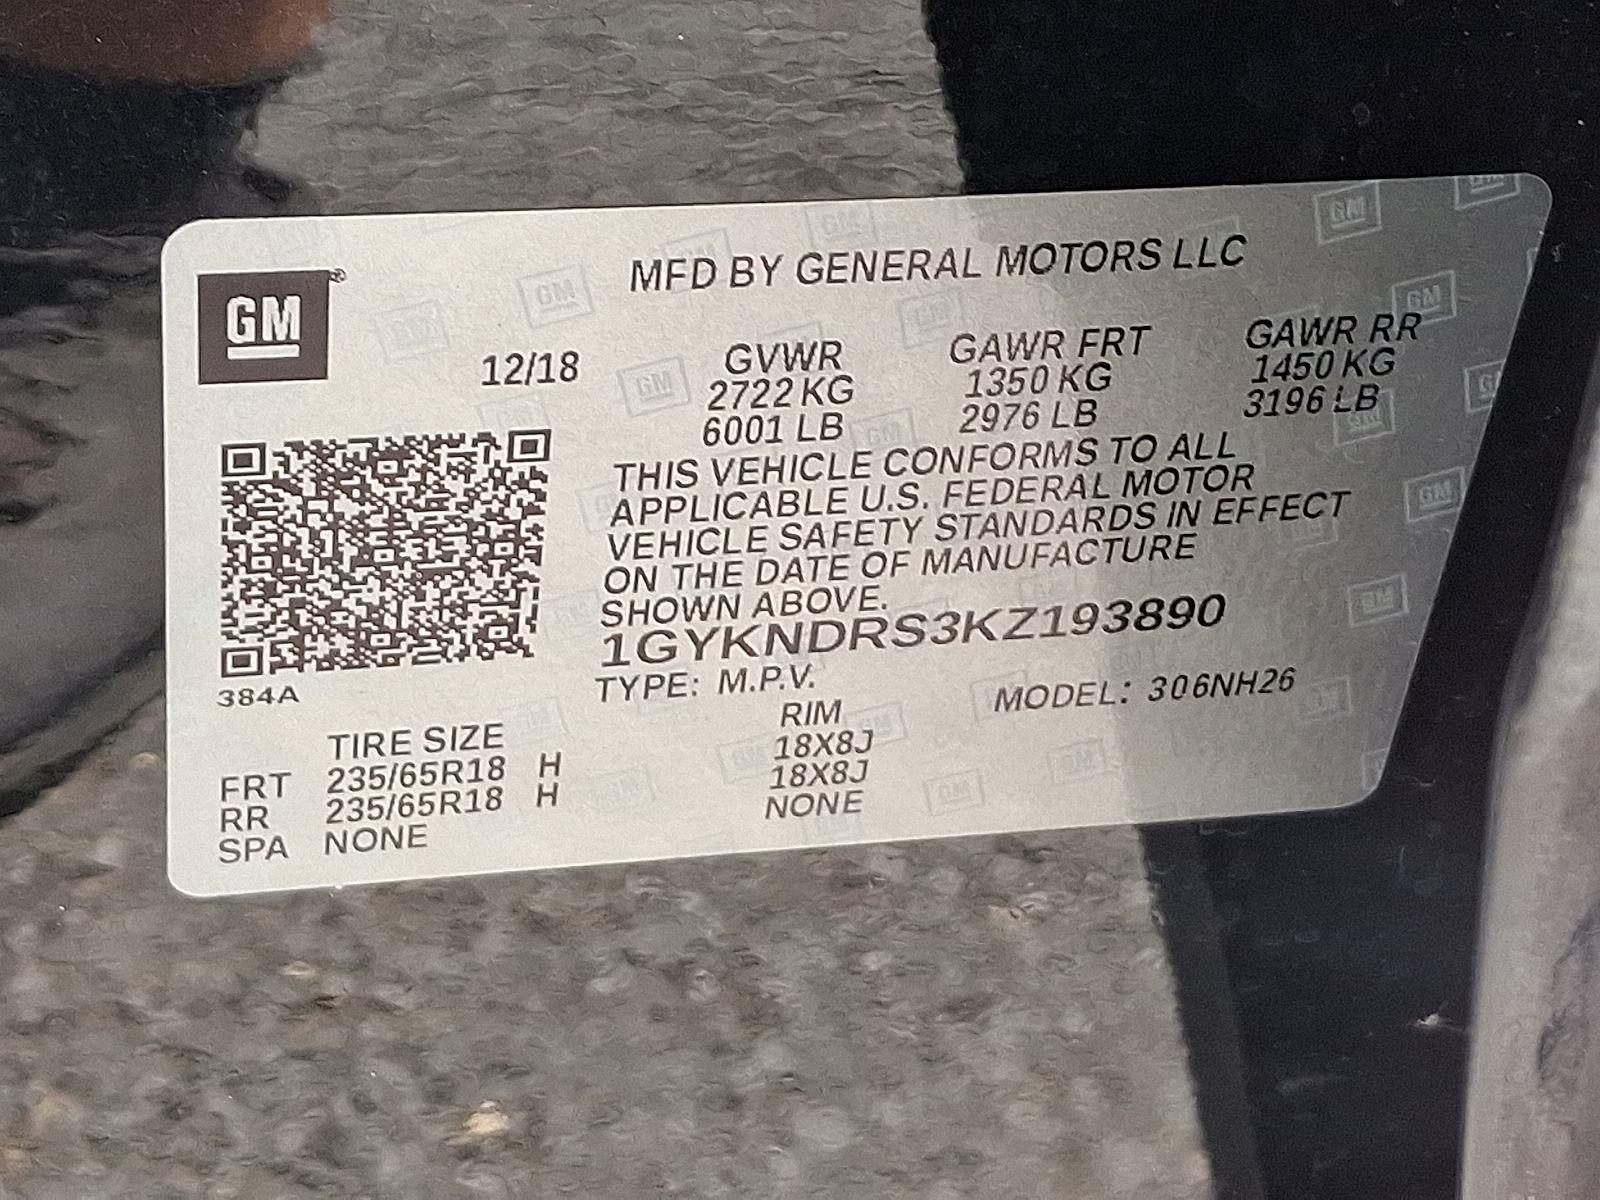 GM®
MFD BY GENERAL MOTORS LLC
12/18
GVWR GAWR FRT GAWR RR
2722 KG 1350 KG 1450 KG
6001 LB 2976 LB 3196 LB
THIS VEHICLE CONFORMS TO ALL
APPLICABLE U.S. FEDERAL MOTOR
VEHICLE SAFETY STANDARDS IN EFFECT
ON THE DATE OF MANUFACTURE
SHOWN ABOVE.
1GYKNDRS3KZ193890
384A
TYPE: M.P.V. MODEL: 306NH26
TIRE SIZE RIM
FRT 235/65R18 H 18X8J
RR 235/65R18 H 18X8J
SPA NONE NONE